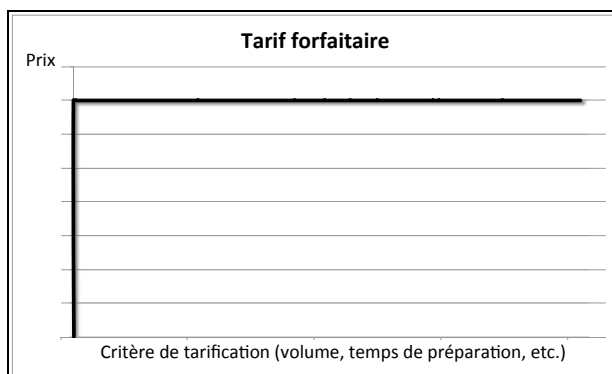 Tarif forfaitaire
Prix
Critère de tarification (volume, temps de préparation, etc.)